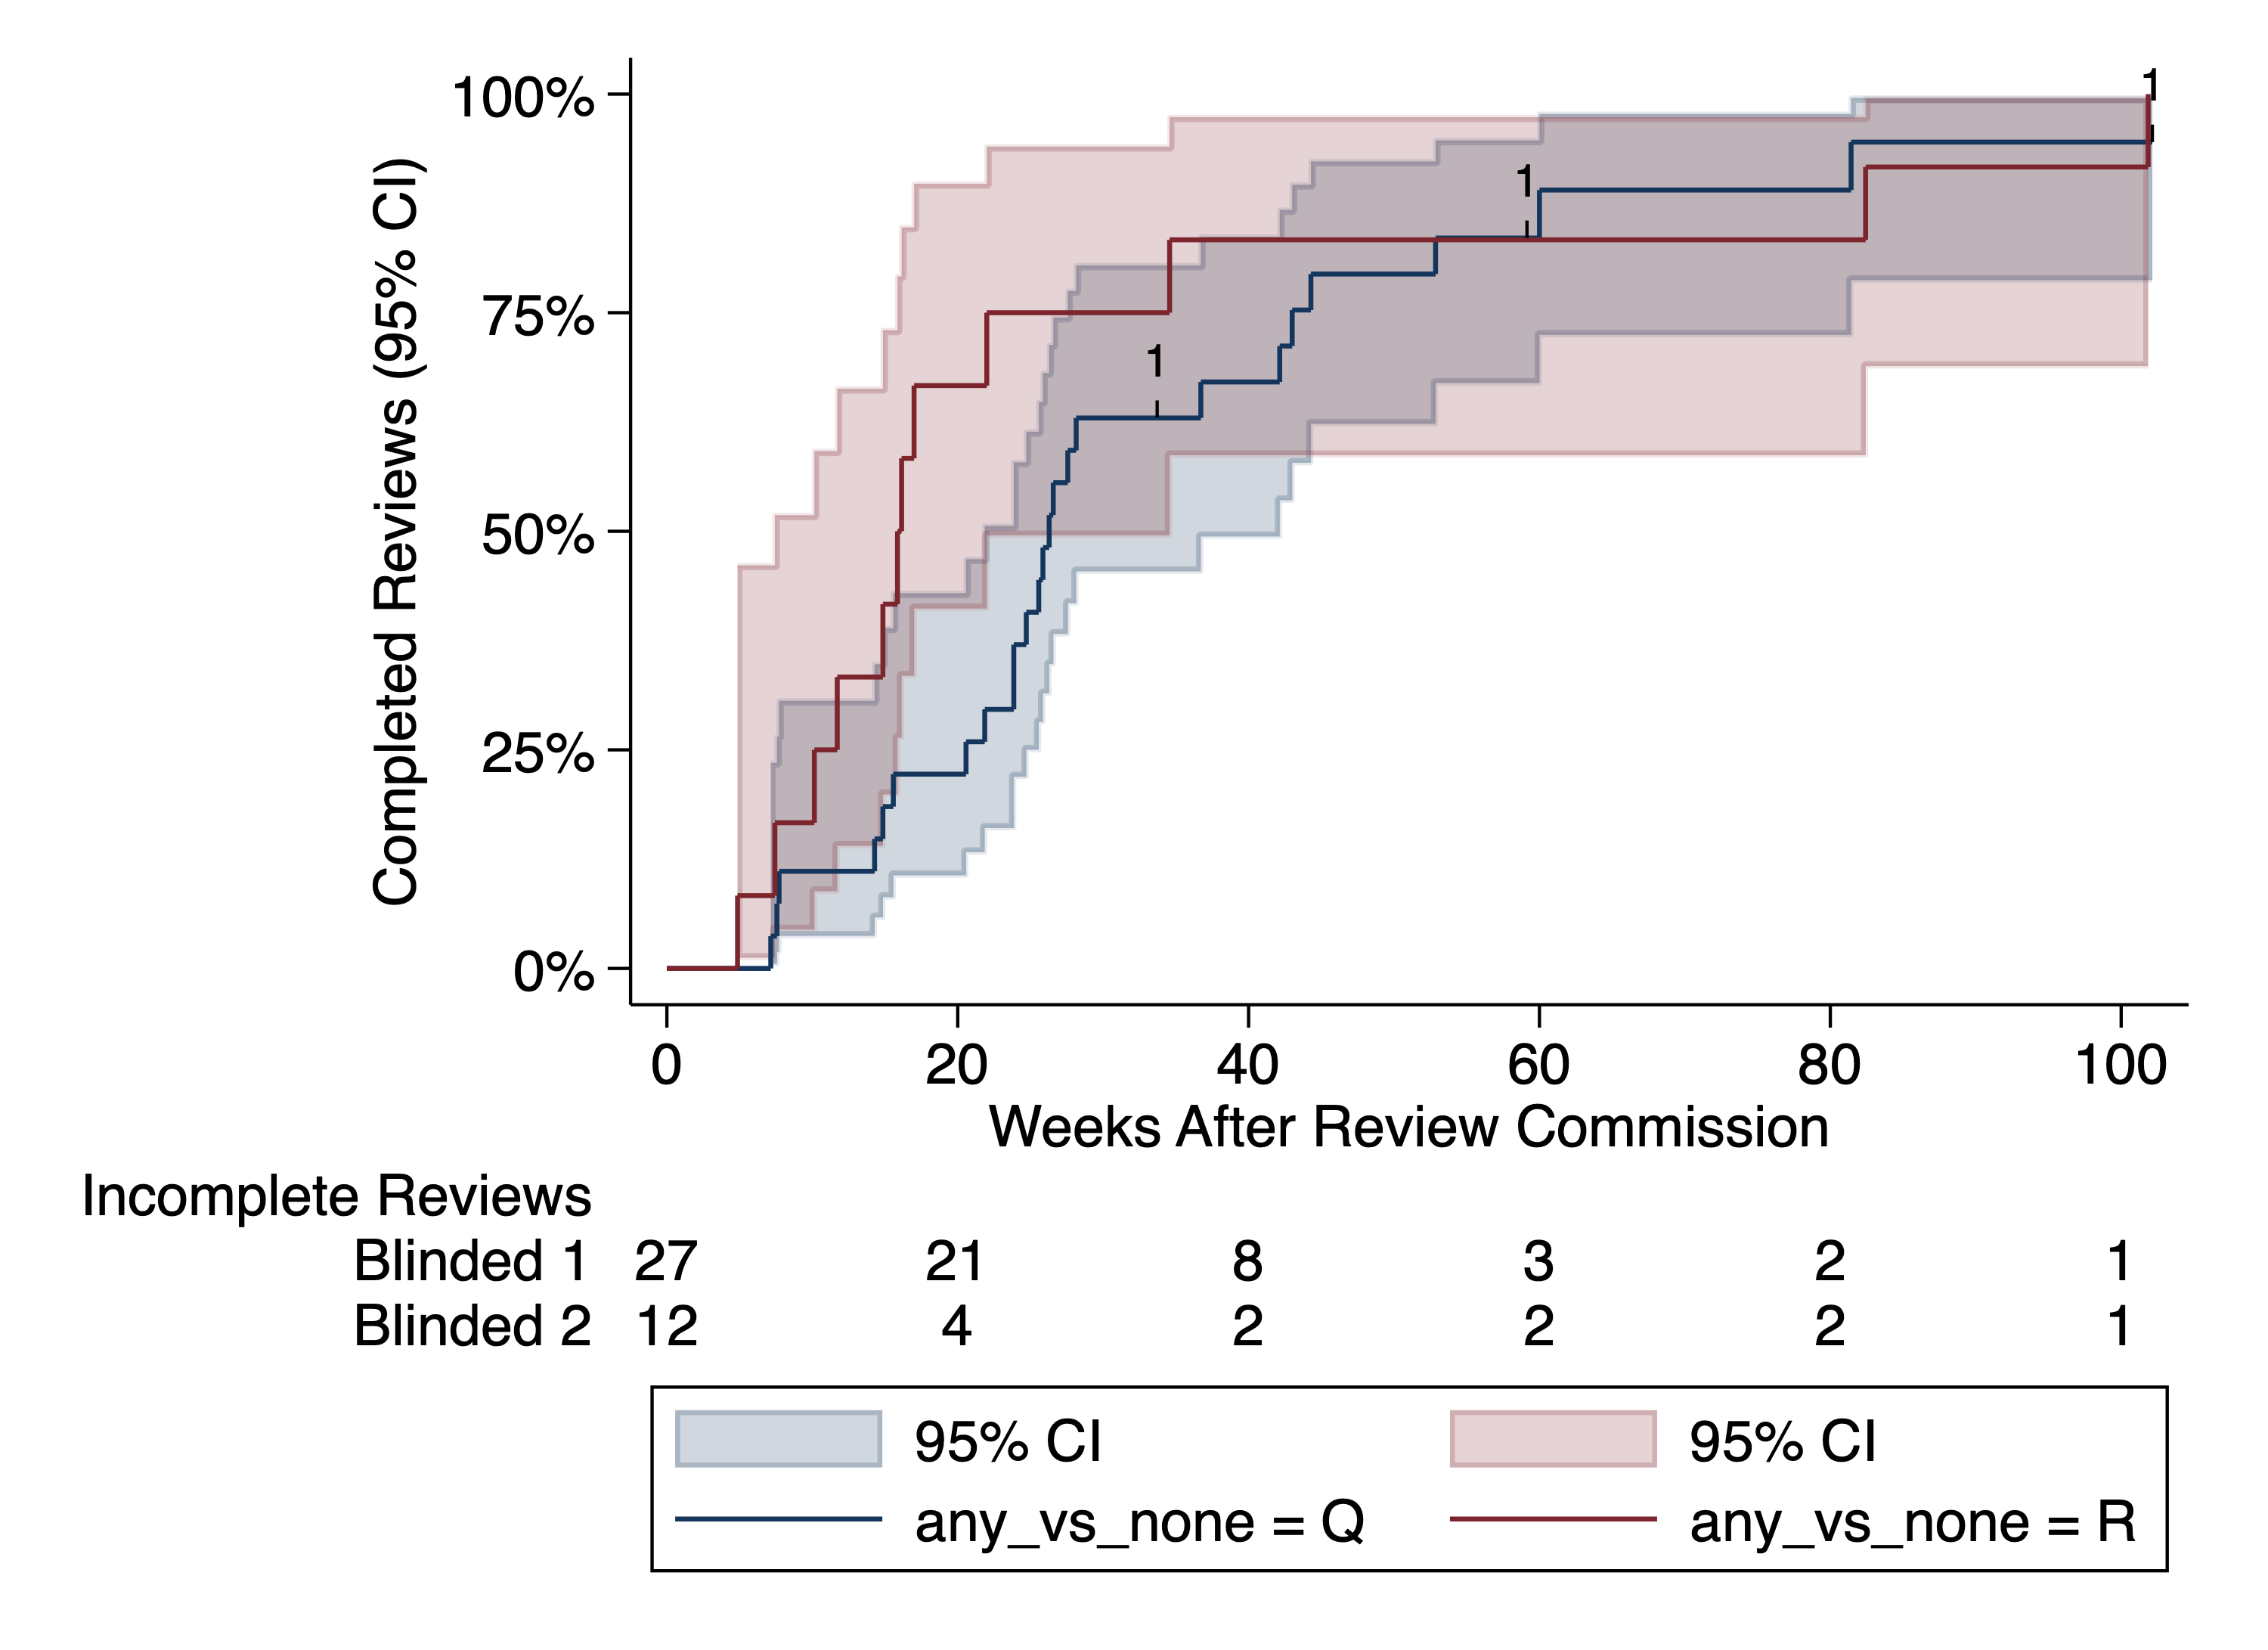 Completed Reviews (95% CI)
100%
75%
50%
25%
0%
1
1
1
0 20 40 60 80 100
Weeks After Review Commission
Incomplete Reviews
Blinded 1 27 21 8 3 2 1
Blinded 2 12 4 2 2 2 1
95% CI 95% CI
any_vs_none = Q any_vs_none = R